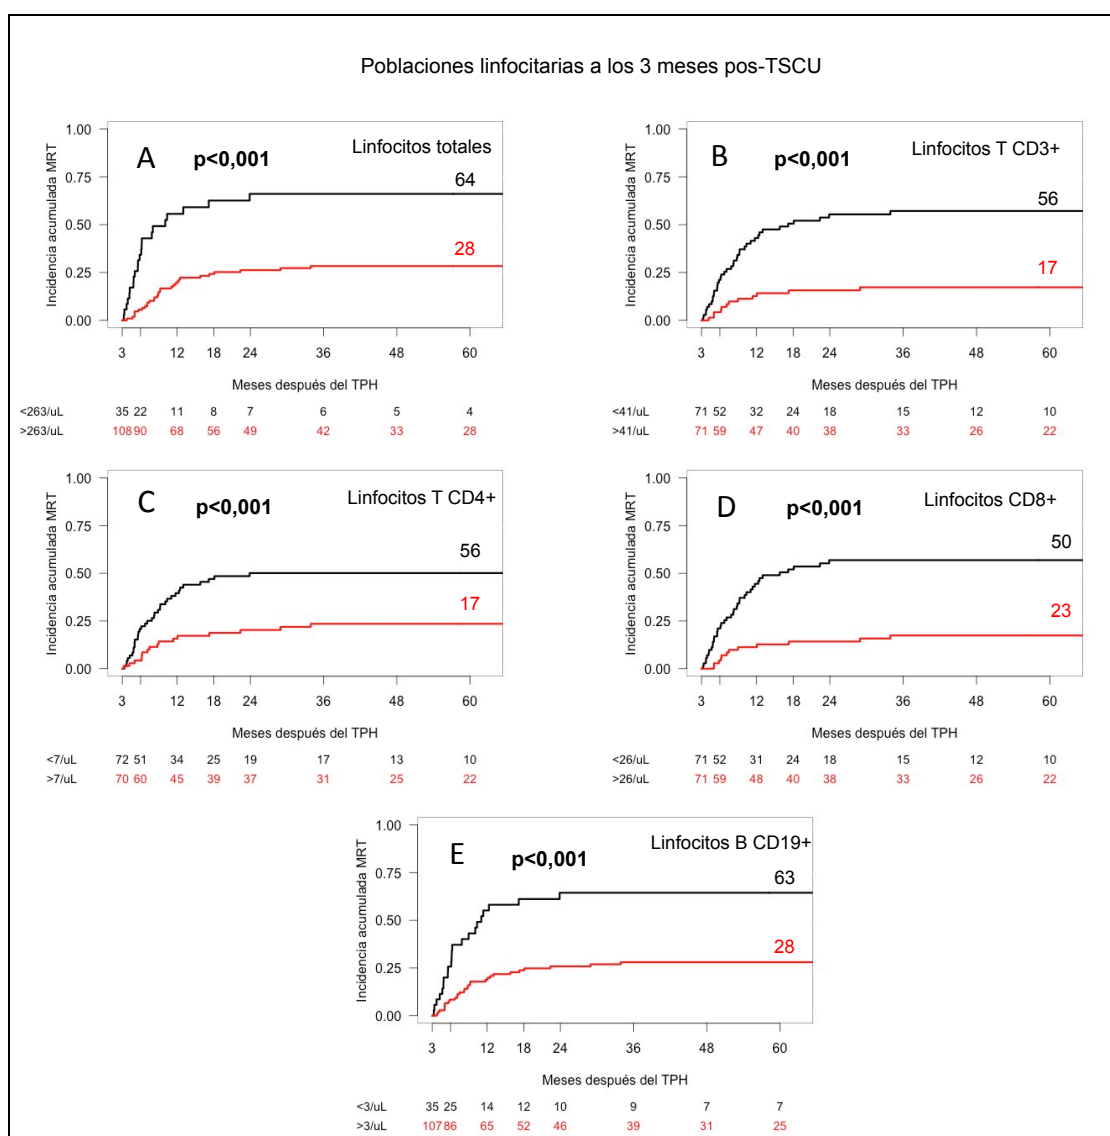 Poblaciones linfocitarias a los 3 meses pos-TSCU
A
p<0,001
Linfocitos totales
64
28
Incidencia acumulada MRT
1.00
0.75
0.50
0.25
0.00
3 6 12 18 24 36 48 60
Meses después del TPH
<263/uL 35 22 11 8 7 6 5 4
>263/uL 108 90 68 56 49 42 33 28
B
p<0,001
Linfocitos T CD3+
56
17
Incidencia acumulada MRT
1.00
0.75
0.50
0.25
0.00
3 6 12 18 24 36 48 60
Meses después del TPH
<41/uL 71 52 32 24 18 15 12 10
>41/uL 71 59 47 40 38 33 26 22
C
p<0,001
Linfocitos T CD4+
56
17
Incidencia acumulada MRT
1.00
0.75
0.50
0.25
0.00
3 6 12 18 24 36 48 60
Meses después del TPH
<7/uL 72 51 34 25 19 17 13 10
>7/uL 70 60 45 39 37 31 25 22
D
p<0,001
Linfocitos CD8+
50
23
Incidencia acumulada MRT
1.00
0.75
0.50
0.25
0.00
3 6 12 18 24 36 48 60
Meses después del TPH
<26/uL 71 52 31 24 18 15 12 10
>26/uL 71 59 48 40 38 33 26 22
E
p<0,001
Linfocitos B CD19+
63
28
Incidencia acumulada MRT
1.00
0.75
0.50
0.25
0.00
3 6 12 18 24 36 48 60
Meses después del TPH
<3/uL 35 25 14 12 10 9 7 7
>3/uL 107 86 65 52 46 39 31 25